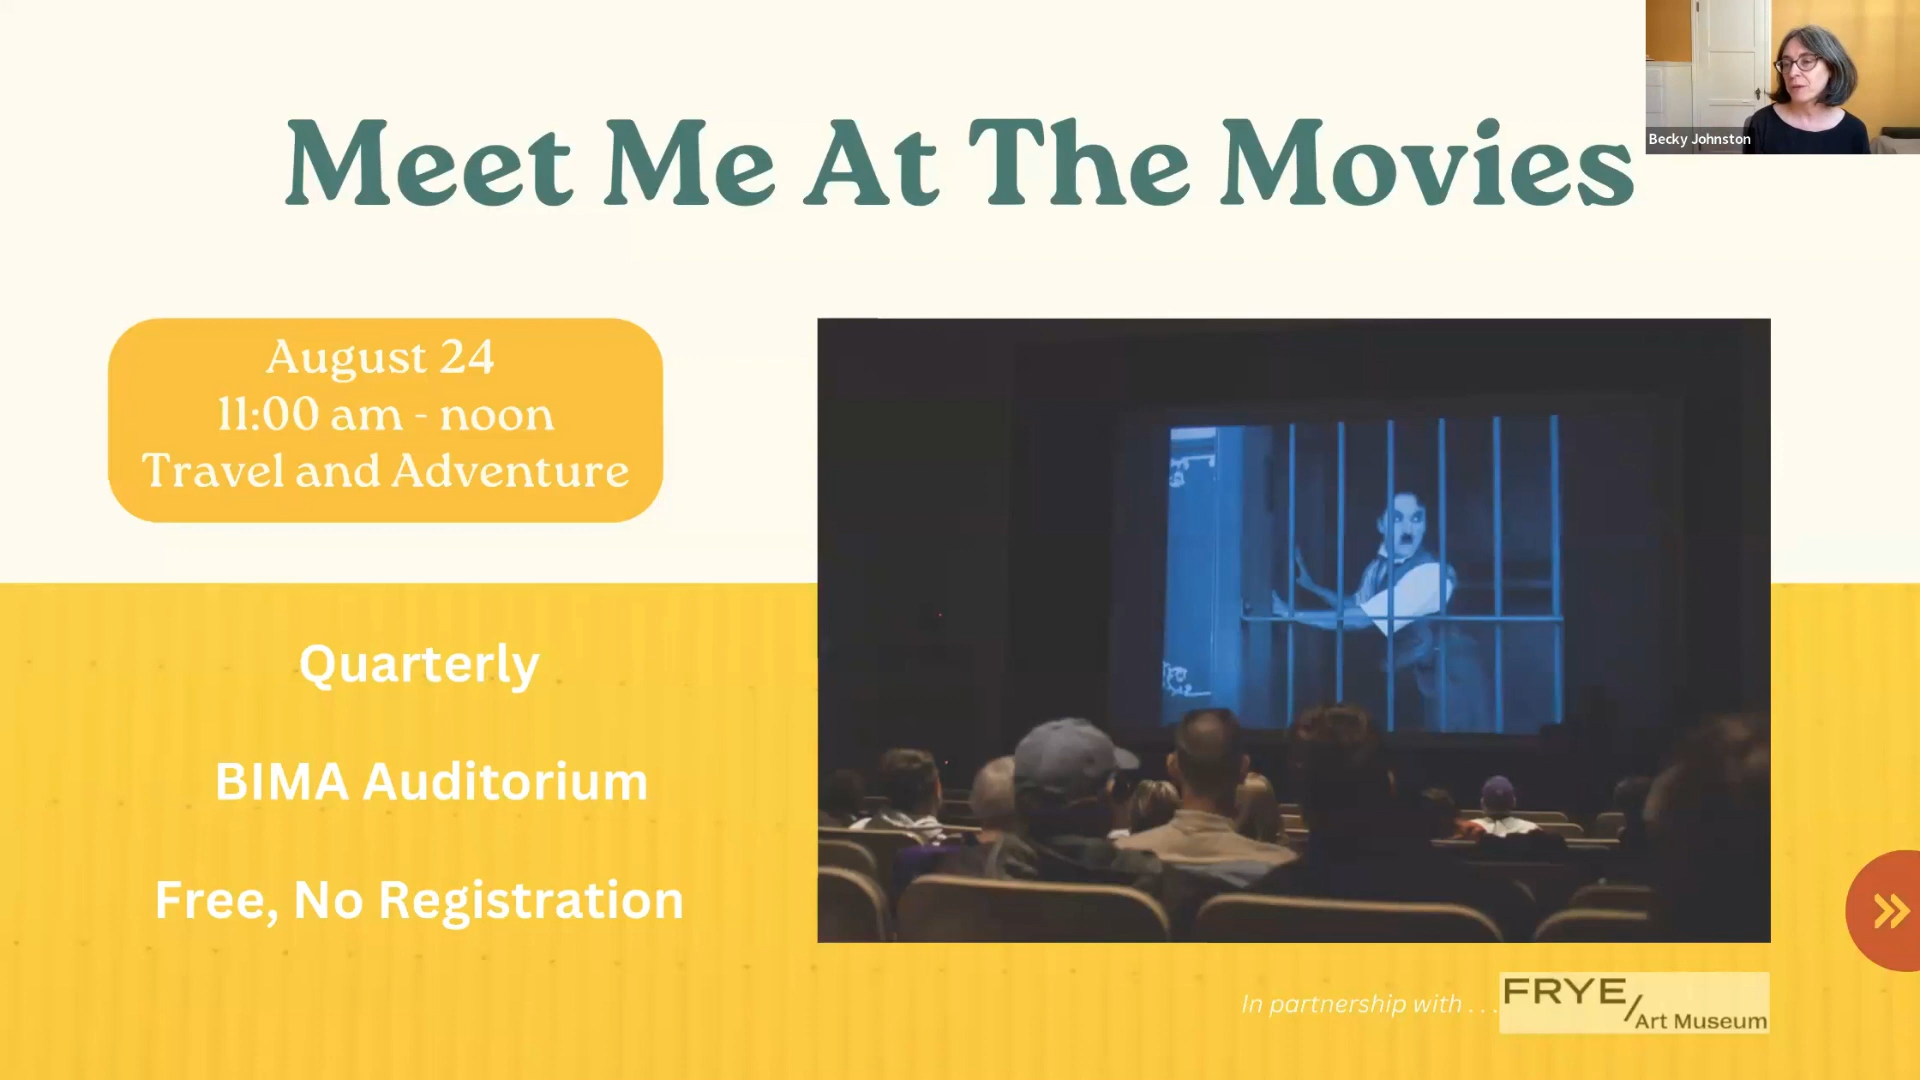 Meet Me At The Movies
Becky Johnston
August 24
11:00 am - noon
Travel and Adventure
Quarterly
BIMA Auditorium
Free, No Registration
In partnership with . . .
FRYE/
Art Museum